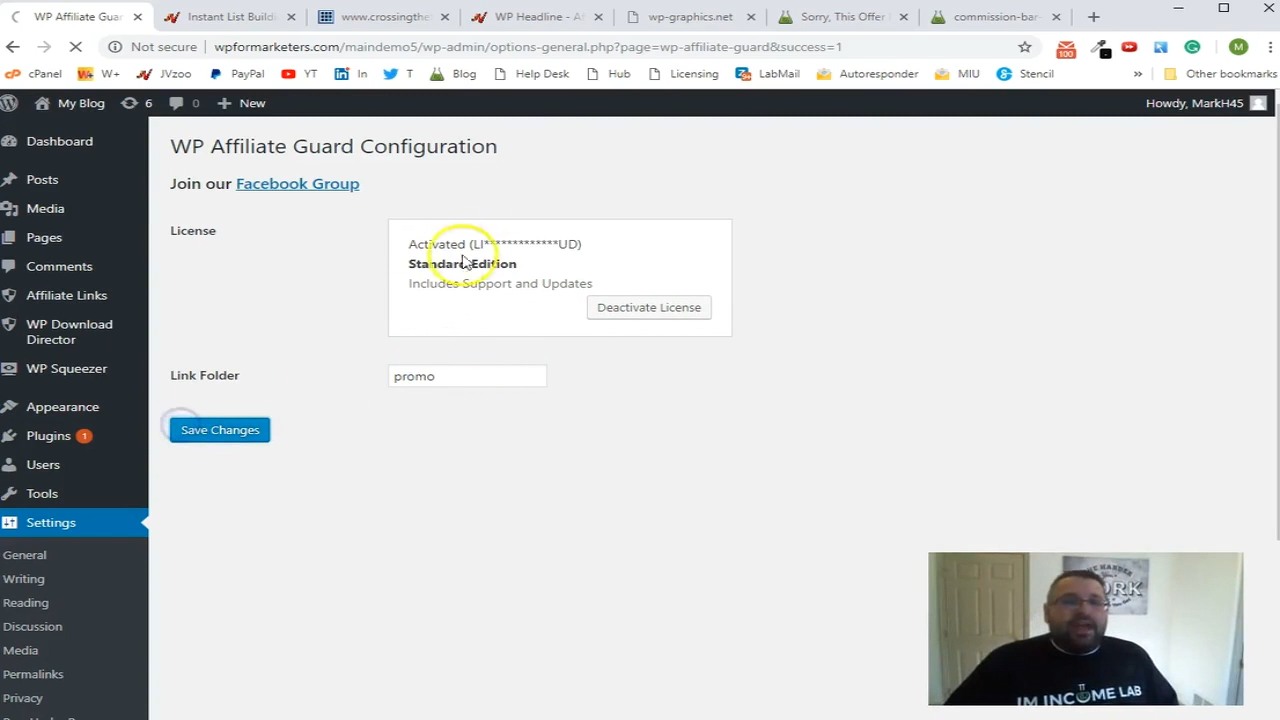 WP Affiliate Gua
Instant List Buildi
www.crossingthe
WP Headline - A
wp-graphics.net
Sorry, This Offer
commission-bar-
Not secure
wpformarketers.com/maindemo5/wp-admin/options-general.php?page=wp-affiliate-guard&success=1
100
M
cPanel
W+
JVzoo
PayPal
YT
In
T
Blog
Help Desk
Hub
Licensing
LabMail
Autoresponder
MIU
Stencil
»
Other bookmarks
My Blog
6
0
New
Howdy, MarkH45
Dashboard
Posts
Media
Pages
Comments
Affiliate Links
WP Download
Director
WP Squeezer
Appearance
Plugins 1
Users
Tools
Settings
General
Writing
Reading
Discussion
Media
Permalinks
Privacy
WP Affiliate Guard Configuration
Join our Facebook Group
License
Activated (LI*************UD)
Standard Edition
Includes Support and Updates
Deactivate License
Link Folder
promo
Save Changes
HARDER
IM INCOME LAB